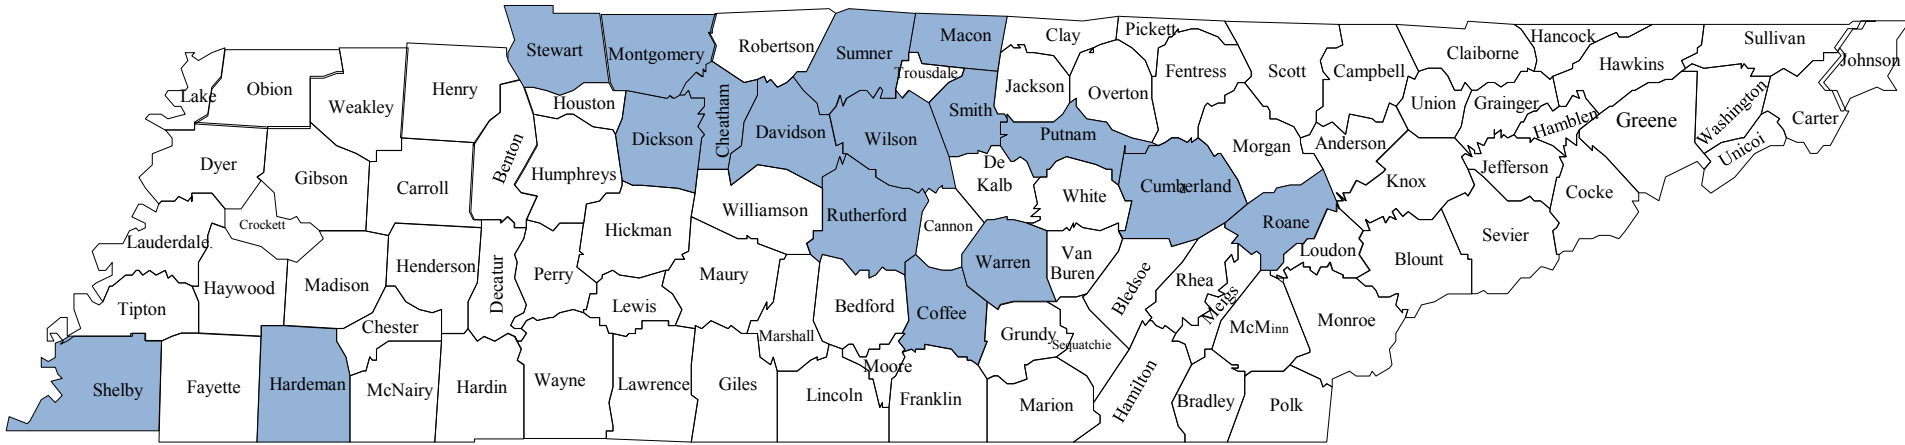 Stewart
Montgomery
Robertson
Sumner
Macon
Clay
Pickett
Fentress
Scott
Campbell
Claiborne
Hancock
Hawkins
Sullivan
Johnson
Lake
Obion
Weakley
Henry
Houston
Cheatham
Trousdale
Jackson
Overton
Union
Grainger
Hamblen
Greene
Washington
Carter
Unicoi
Dickson
Davidson
Wilson
Smith
Putnam
Morgan
Anderson
Jefferson
Cocke
Dyer
Gibson
Carroll
Benton
Humphreys
De
Kalb
White
Cumberland
Knox
Crockett
Williamson
Rutherford
Cannon
Roane
Sevier
Lauderdale.
Hickman
Loudon
Blount
Haywood
Madison
Henderson
Decatur
Perry
Maury
Warren
Van
Buren
Bledsoe
Rhea
Meigs
Tipton
Chester
Lewis
Bedford
Coffee
Marshall
Grundy
Sequatchie
McMinn
Monroe
Shelby
Fayette
Hardeman
McNairy
Hardin
Wayne
Lawrence
Giles
Lincoln
Moore
Franklin
Marion
Hamilton
Bradley
Polk